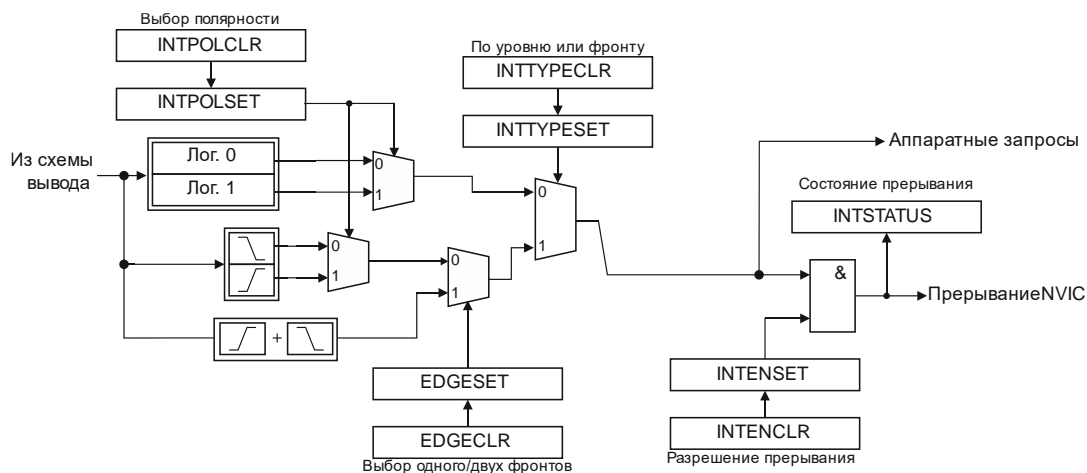 Выбор полярности
INTPOLCLR
INTPOLSET
По уровню или фронту
INTTYPECLR
INTTYPESET
Из схемы
вывода
Лог. 0
Лог. 1
0
1
0
1
0
1
0
1
+
Аппаратные запросы
Состояние прерывания
INTSTATUS
&
ПрерываниеNVIC
EDGESET
EDGECLR
Выбор одного/двух фронтов
INTENSET
INTENCLR
Разрешение прерывания